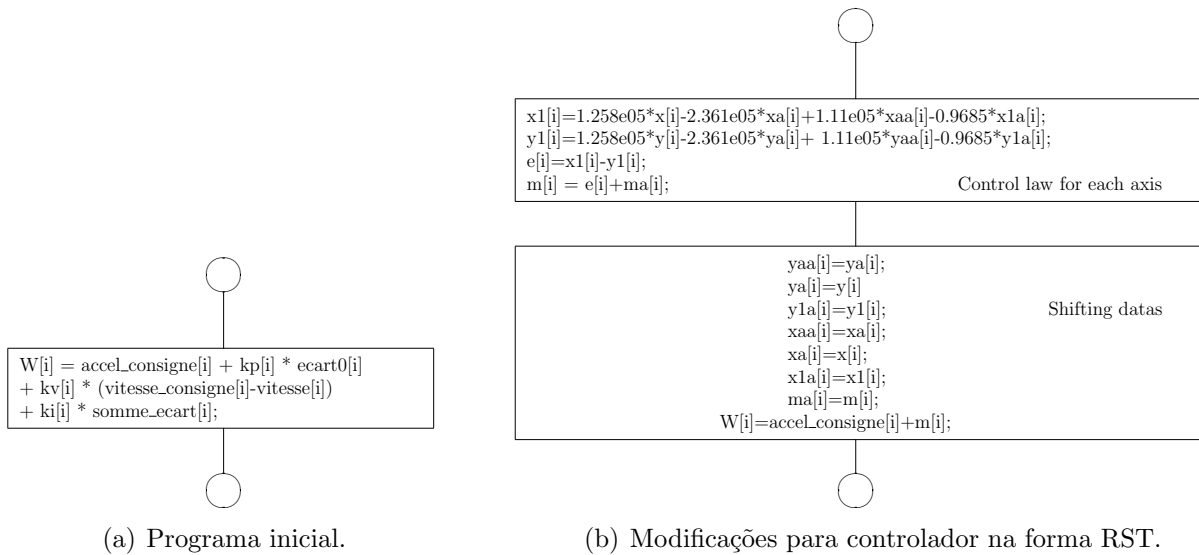 W[i] = accel_consigne[i] + kp[i] * ecart0[i]
+ kv[i] * (vitesse_consigne[i]-vitesse[i])
+ ki[i] * somme_ecart[i];
(a) Programa inicial.
x1[i]=1.258e05*x[i]-2.361e05*xa[i]+1.11e05*xaa[i]-0.9685*x1a[i];
y1[i]=1.258e05*y[i]-2.361e05*ya[i]+ 1.11e05*yaa[i]-0.9685*y1a[i];
e[i]=x1[i]-y1[i];
m[i] = e[i]+ma[i]; Control law for each axis
yaa[i]=ya[i];
ya[i]=y[i]
y1a[i]=y1[i]; Shifting datas
xaa[i]=xa[i];
xa[i]=x[i];
x1a[i]=x1[i];
ma[i]=m[i];
W[i]=accel_consigne[i]+m[i];
(b) Modificações para controlador na forma RST.